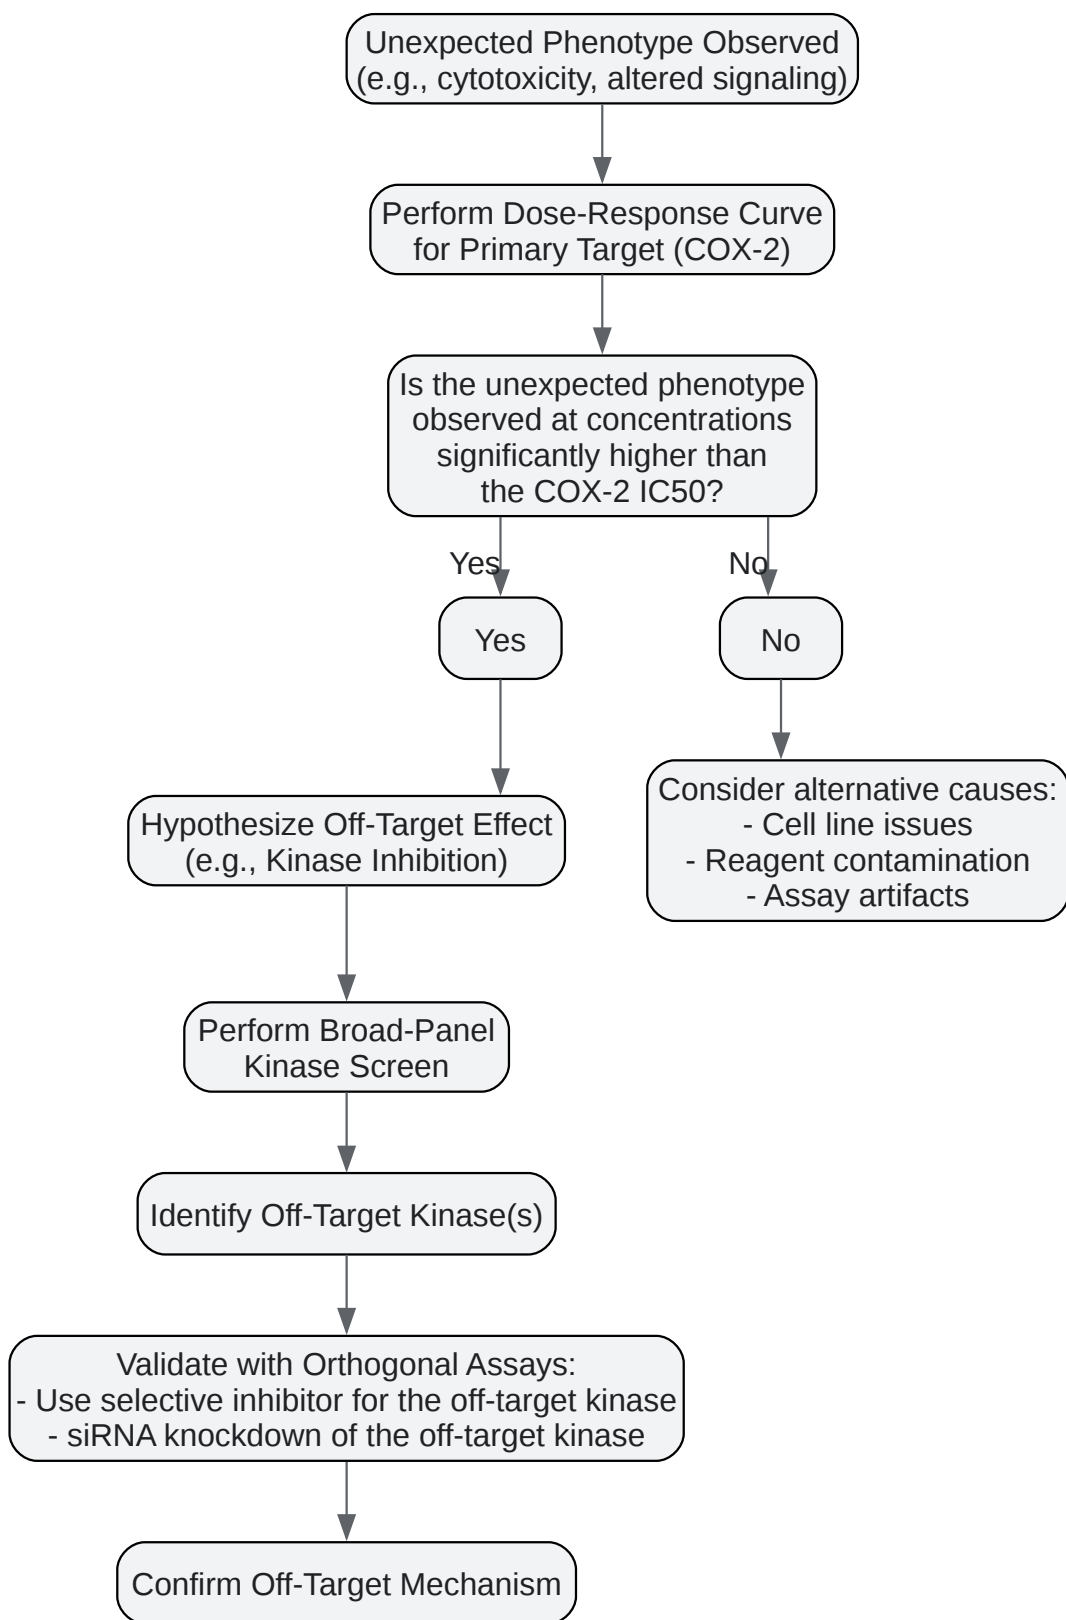 Unexpected Phenotype Observed
(e.g., cytotoxicity, altered signaling)
Perform Dose-Response Curve
for Primary Target (COX-2)
Is the unexpected phenotype
observed at concentrations
significantly higher than
the COX-2 IC50?
Yes
No
Yes
No
Consider alternative causes:
- Cell line issues
- Reagent contamination
- Assay artifacts
Hypothesize Off-Target Effect
(e.g., Kinase Inhibition)
Perform Broad-Panel
Kinase Screen
Identify Off-Target Kinase(s)
Validate with Orthogonal Assays:
- Use selective inhibitor for the off-target kinase
- siRNA knockdown of the off-target kinase
Confirm Off-Target Mechanism